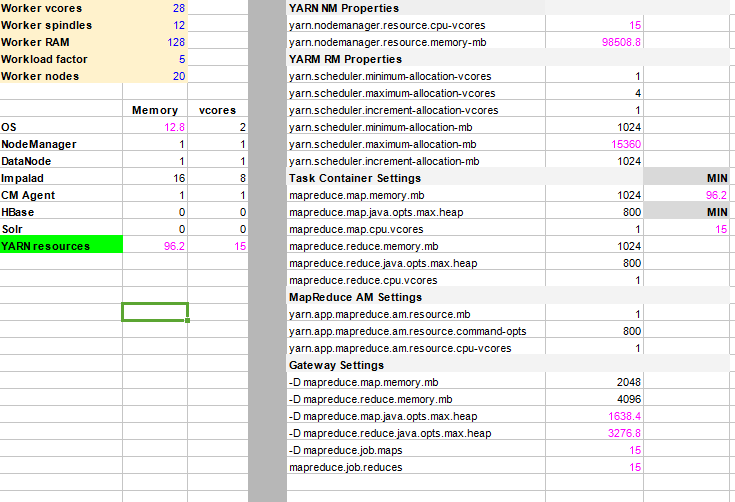 Worker vcores 28
Worker spindles 12
Worker RAM 128
Workload factor 5
Worker nodes 20
Memory vcores
OS 12.8 2
NodeManager 1 1
DataNode 1 1
Impalad 16 8
CM Agent 1 1
HBase 0 0
Solr 0 0
YARN resources 96.2 15
YARN NM Properties
yarn.nodemanager.resource.cpu-vcores 15
yarn.nodemanager.resource.memory-mb 98508.8
YARM RM Properties
yarn.scheduler.minimum-allocation-vcores 1
yarn.scheduler.maximum-allocation-vcores 4
yarn.scheduler.increment-allocation-vcores 1
yarn.scheduler.minimum-allocation-mb 1024
yarn.scheduler.maximum-allocation-mb 15360
yarn.scheduler.increment-allocation-mb 1024
Task Container Settings MIN
mapreduce.map.memory.mb 1024 96.2
mapreduce.map.java.opts.max.heap 800 MIN
mapreduce.map.cpu.vcores 1 15
mapreduce.reduce.memory.mb 1024
mapreduce.reduce.java.opts.max.heap 800
mapreduce.reduce.cpu.vcores 1
MapReduce AM Settings
yarn.app.mapreduce.am.resource.mb 1
yarn.app.mapreduce.am.resource.command-opts 800
yarn.app.mapreduce.am.resource.cpu-vcores 1
Gateway Settings
-D mapreduce.map.memory.mb 2048
-D mapreduce.reduce.memory.mb 4096
-D mapreduce.map.java.opts.max.heap 1638.4
-D mapreduce.reduce.java.opts.max.heap 3276.8
-D mapreduce.job.maps 15
mapreduce.job.reduces 15